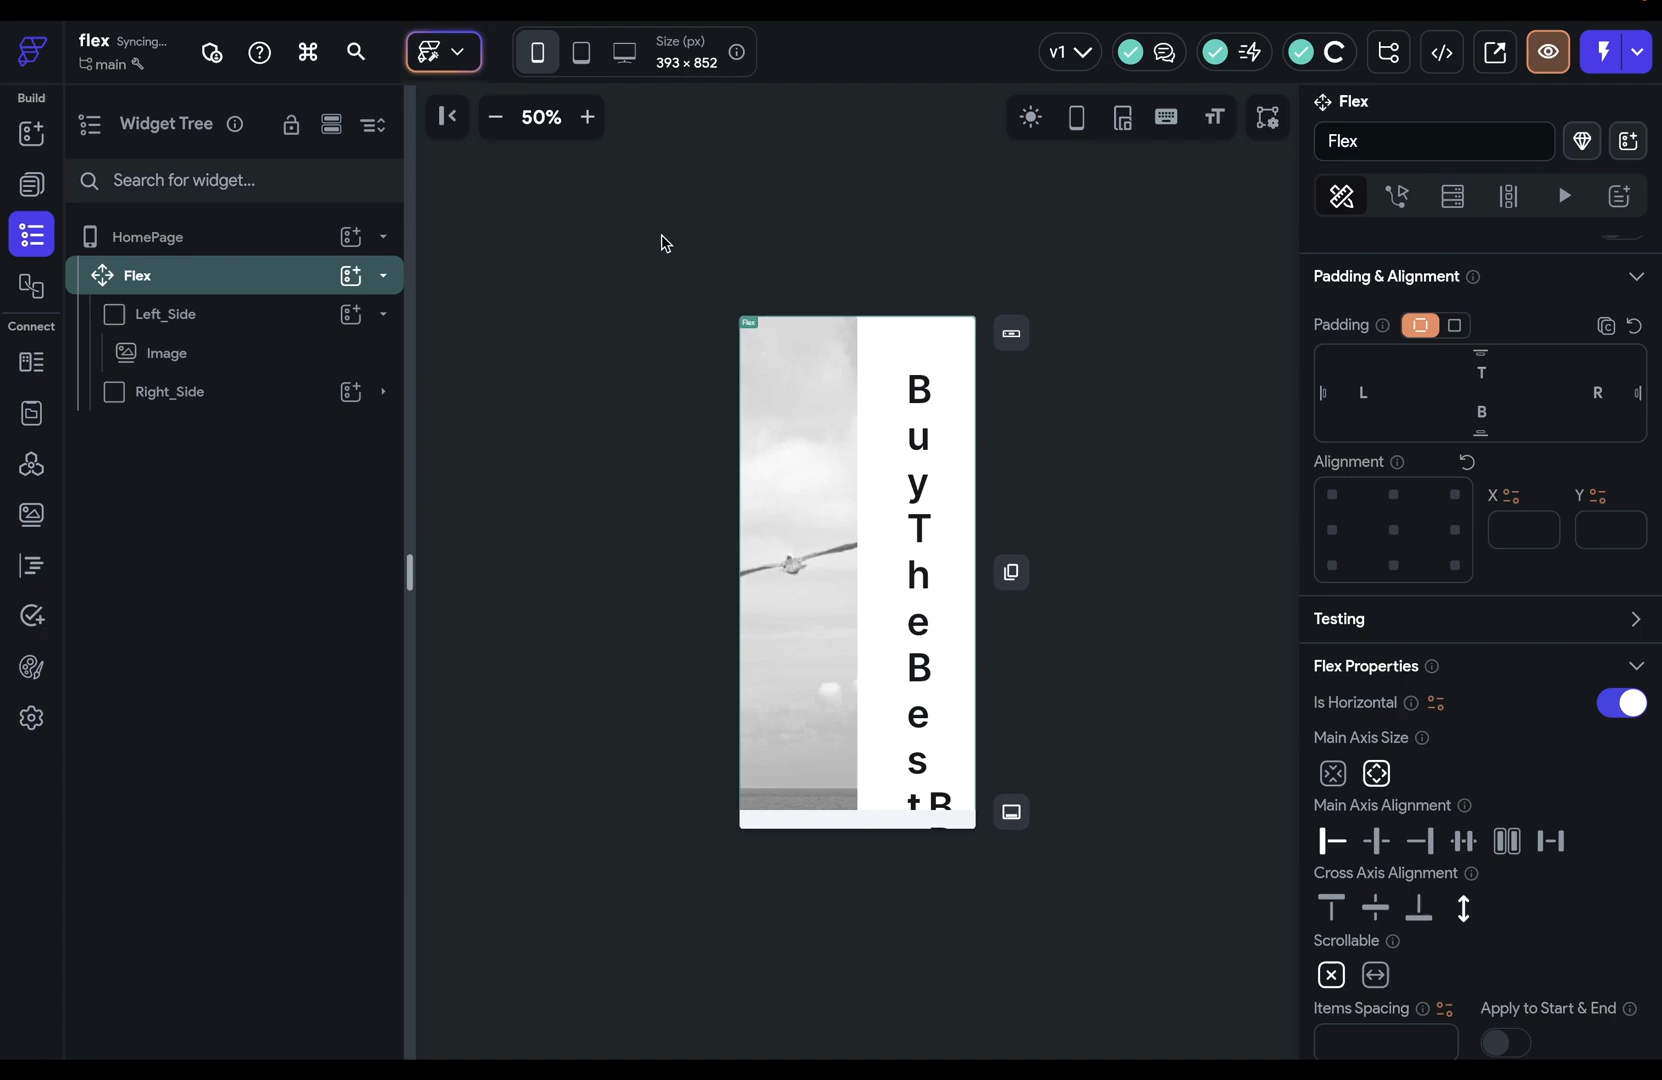 flex Syncing...
main
Size (px)
393 × 852
v1
Build
Widget Tree
50%
Flex
Flex
Search for widget...
HomePage
Flex
Left_Side
Image
Right_Side
Connect
Flex
B
u
y
T
h
e
B
e
s
t B
Padding & Alignment
Padding
T
L
R
B
Alignment
X
Y
Testing
Flex Properties
Is Horizontal
Main Axis Size
Main Axis Alignment
Cross Axis Alignment
Scrollable
Items Spacing
Apply to Start & End